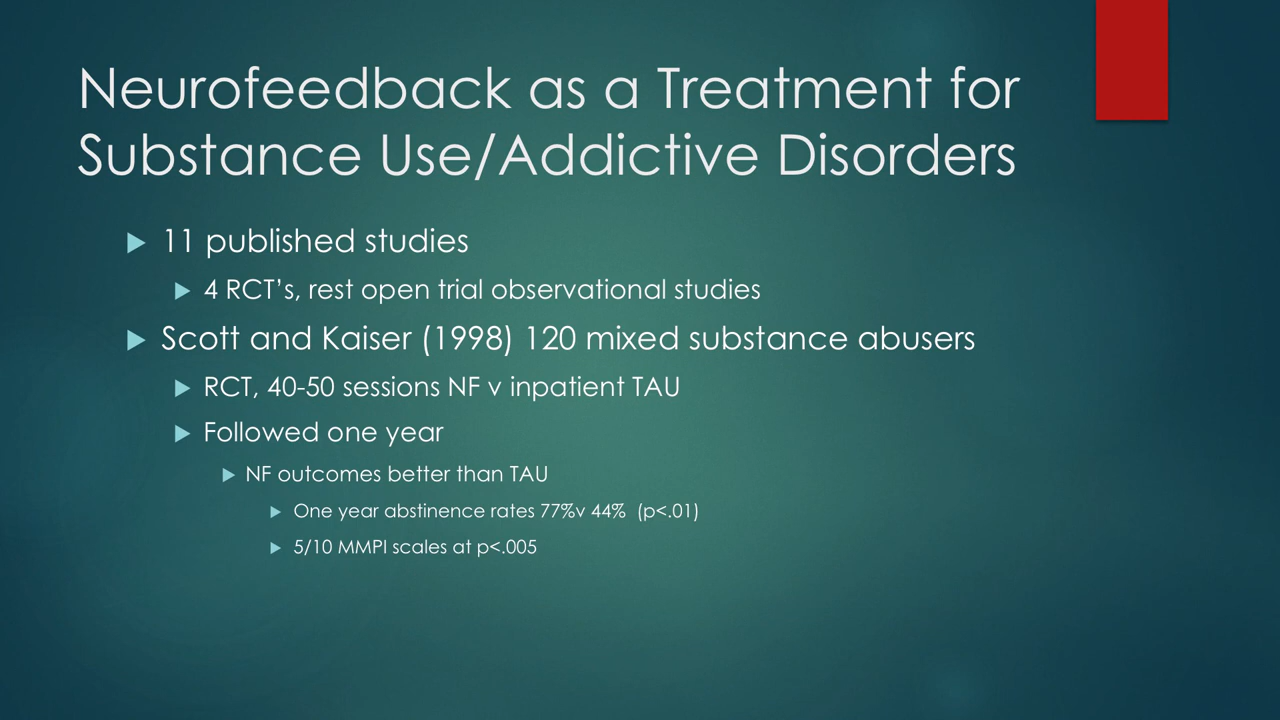 Neurofeedback as a Treatment for
Substance Use/Addictive Disorders
11 published studies
4 RCT's, rest open trial observational studies
Scott and Kaiser (1998) 120 mixed substance abusers
RCT, 40-50 sessions NF v inpatient TAU
Followed one year
NF outcomes better than TAU
One year abstinence rates 77%v 44%  (p<.01)
5/10 MMPI scales at p<.005